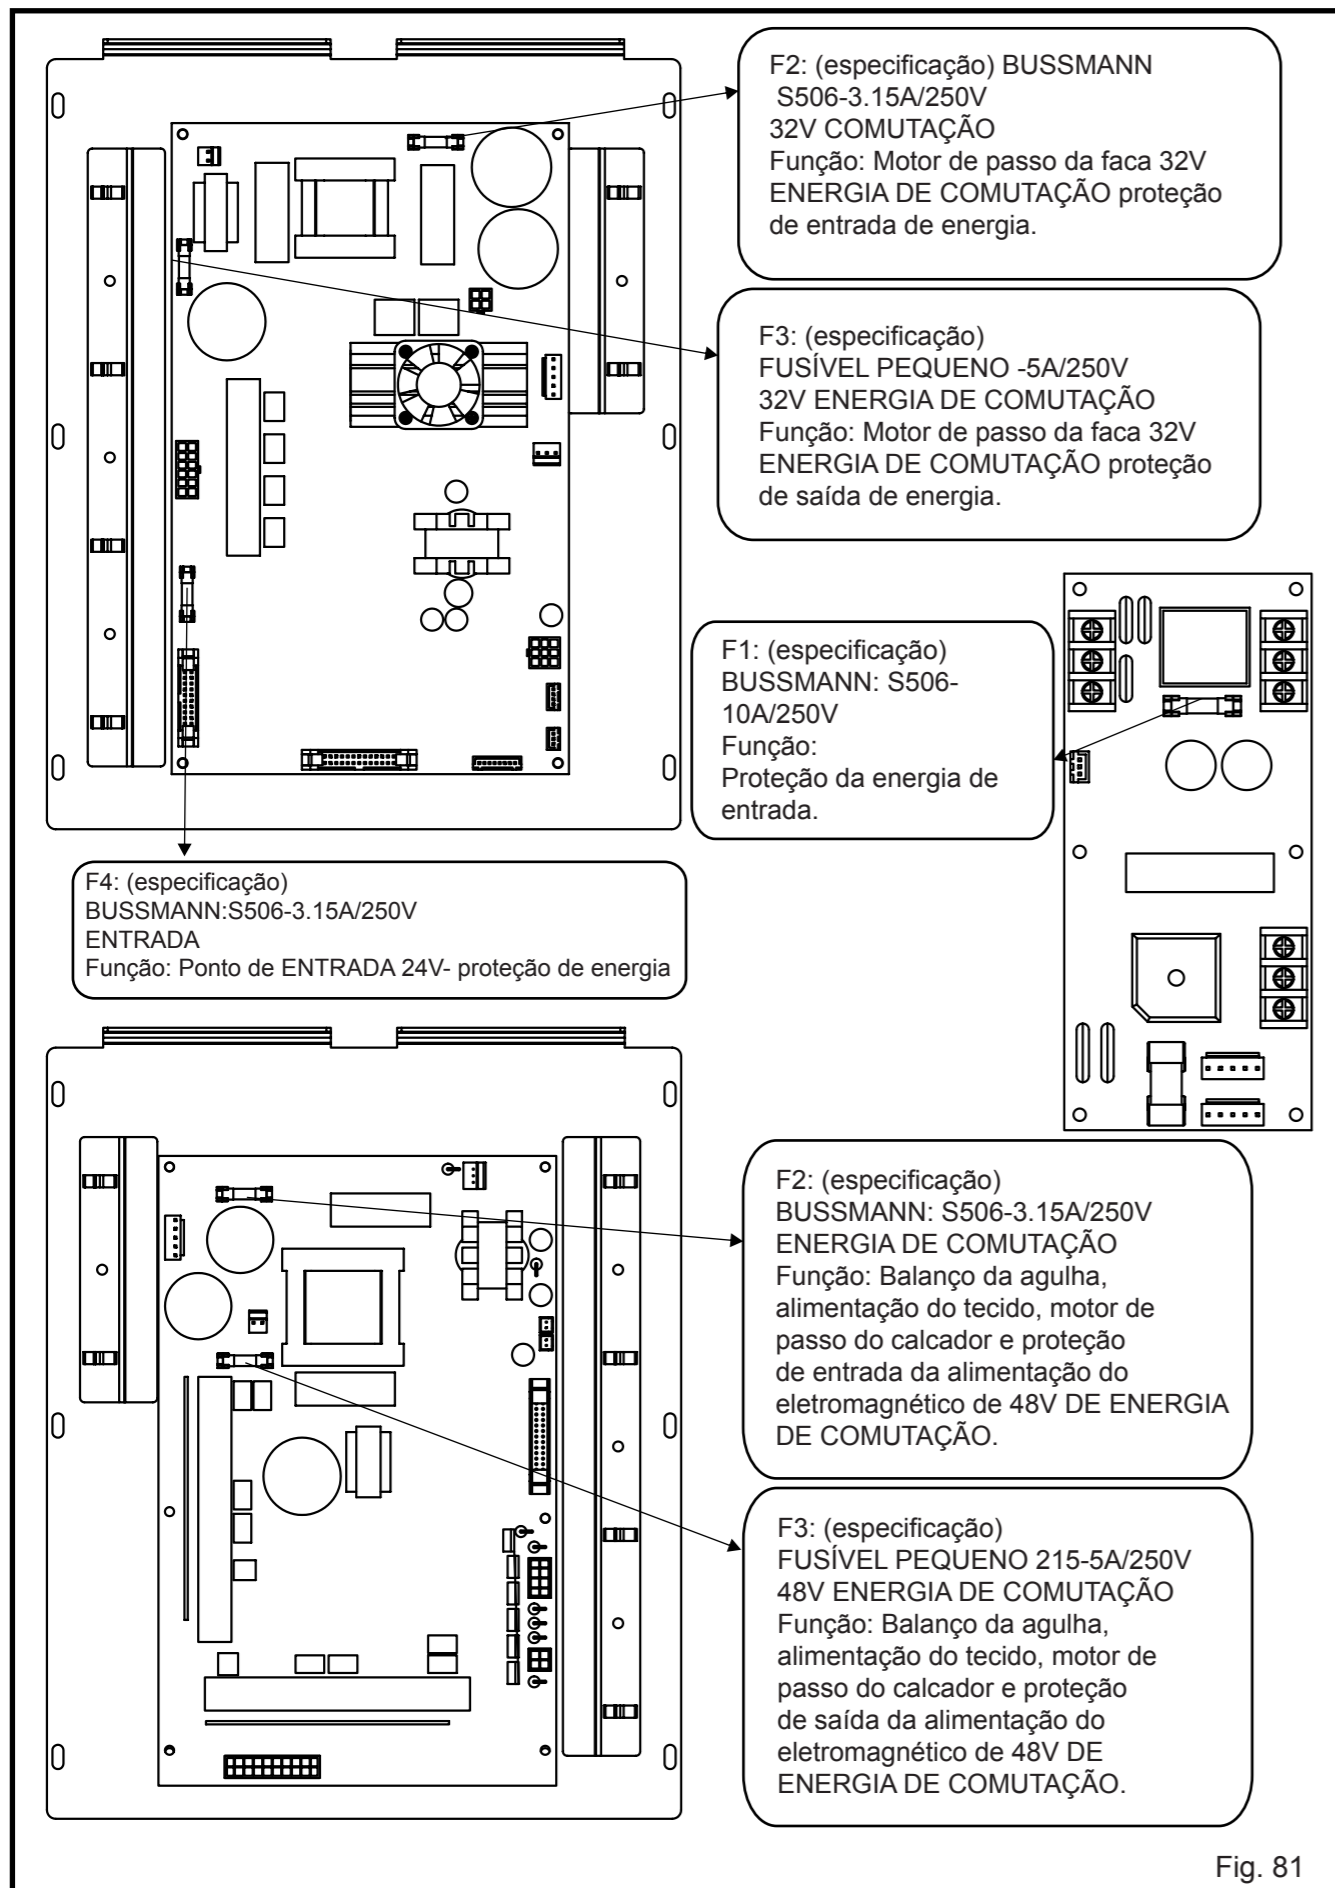 F2: (especificação) BUSSMANN
S506-3.15A/250V
32V COMUTAÇÃO
Função: Motor de passo da faca 32V
ENERGIA DE COMUTAÇÃO proteção
de entrada de energia.
F3: (especificação)
FUSÍVEL PEQUENO -5A/250V
32V ENERGIA DE COMUTAÇÃO
Função: Motor de passo da faca 32V
ENERGIA DE COMUTAÇÃO proteção
de saída de energia.
F1: (especificação)
BUSSMANN: S506-
10A/250V
Função:
Proteção da energia de
entrada.
F4: (especificação)
BUSSMANN:S506-3.15A/250V
ENTRADA
Função: Ponto de ENTRADA 24V- proteção de energia
F2: (especificação)
BUSSMANN: S506-3.15A/250V
ENERGIA DE COMUTAÇÃO
Função: Balanço da agulha,
alimentação do tecido, motor de
passo do calcador e proteção
de entrada da alimentação do
eletromagnético de 48V DE ENERGIA
DE COMUTAÇÃO.
F3: (especificação)
FUSÍVEL PEQUENO 215-5A/250V
48V ENERGIA DE COMUTAÇÃO
Função: Balanço da agulha,
alimentação do tecido, motor de
passo do calcador e proteção
de saída da alimentação do
eletromagnético de 48V DE
ENERGIA DE COMUTAÇÃO.
Fig. 81